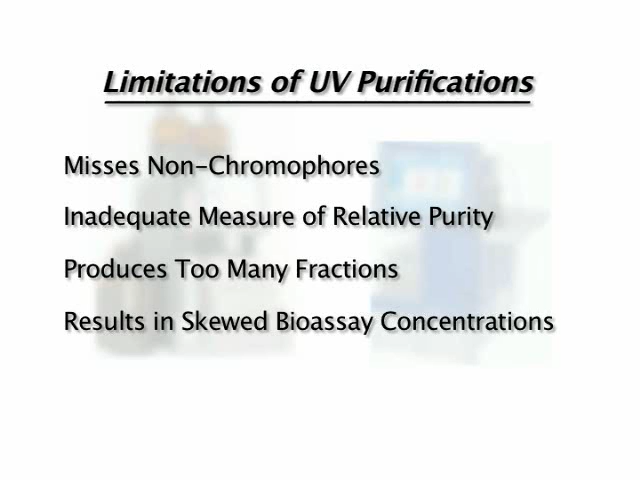 Limitations of UV Purifications
Misses Non-Chromophores
Inadequate Measure of Relative Purity
Produces Too Many Fractions
Results in Skewed Bioassay Concentrations